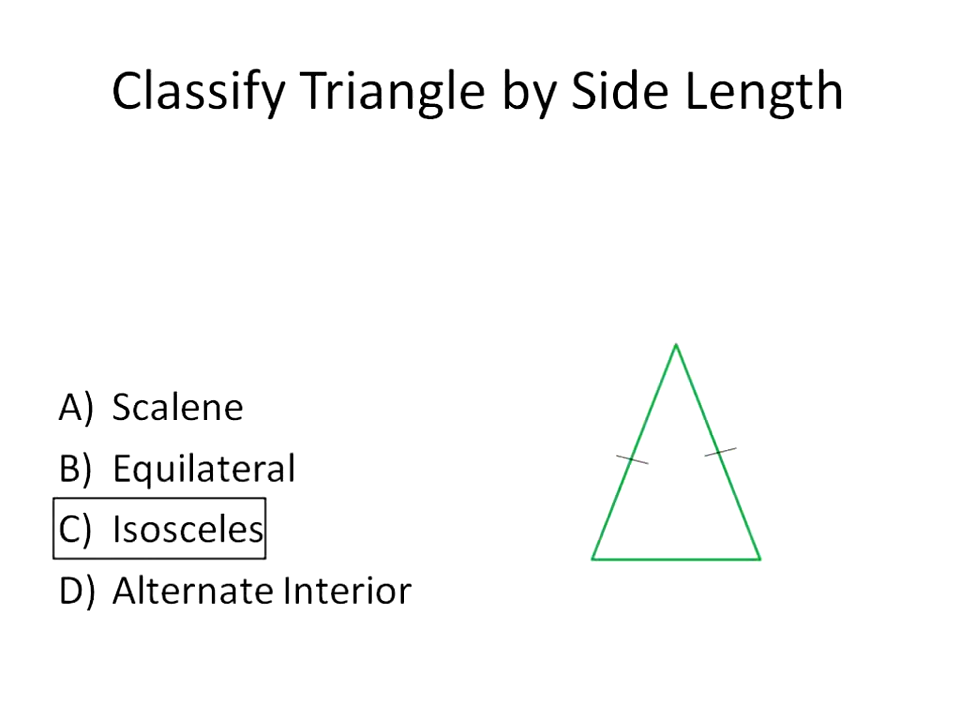 Classify Triangle by Side Length
A) Scalene
B) Equilateral
C) Isosceles
D) Alternate Interior